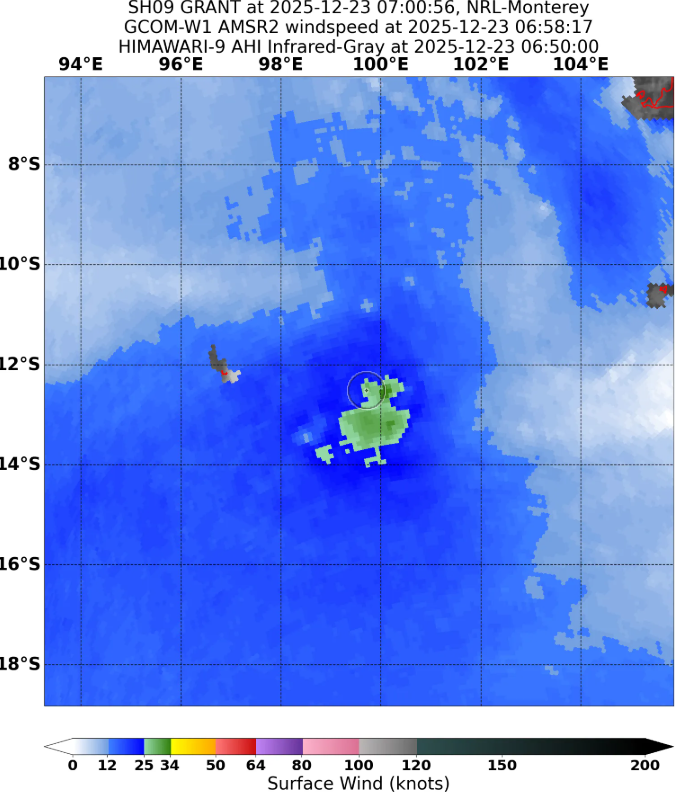 SH09 GRANT at 2025-12-23 07:00:56, NRL-Monterey
GCOM-W1 AMSR2 windspeed at 2025-12-23 06:58:17
HIMAWARI-9 AHI Infrared-Gray at 2025-12-23 06:50:00
94°E 96°E 98°E 100°E 102°E 104°E
8°S
10°S
12°S
14°S
16°S
18°S
0 12 25 34 50 64 80 100 120 150 200
Surface Wind (knots)